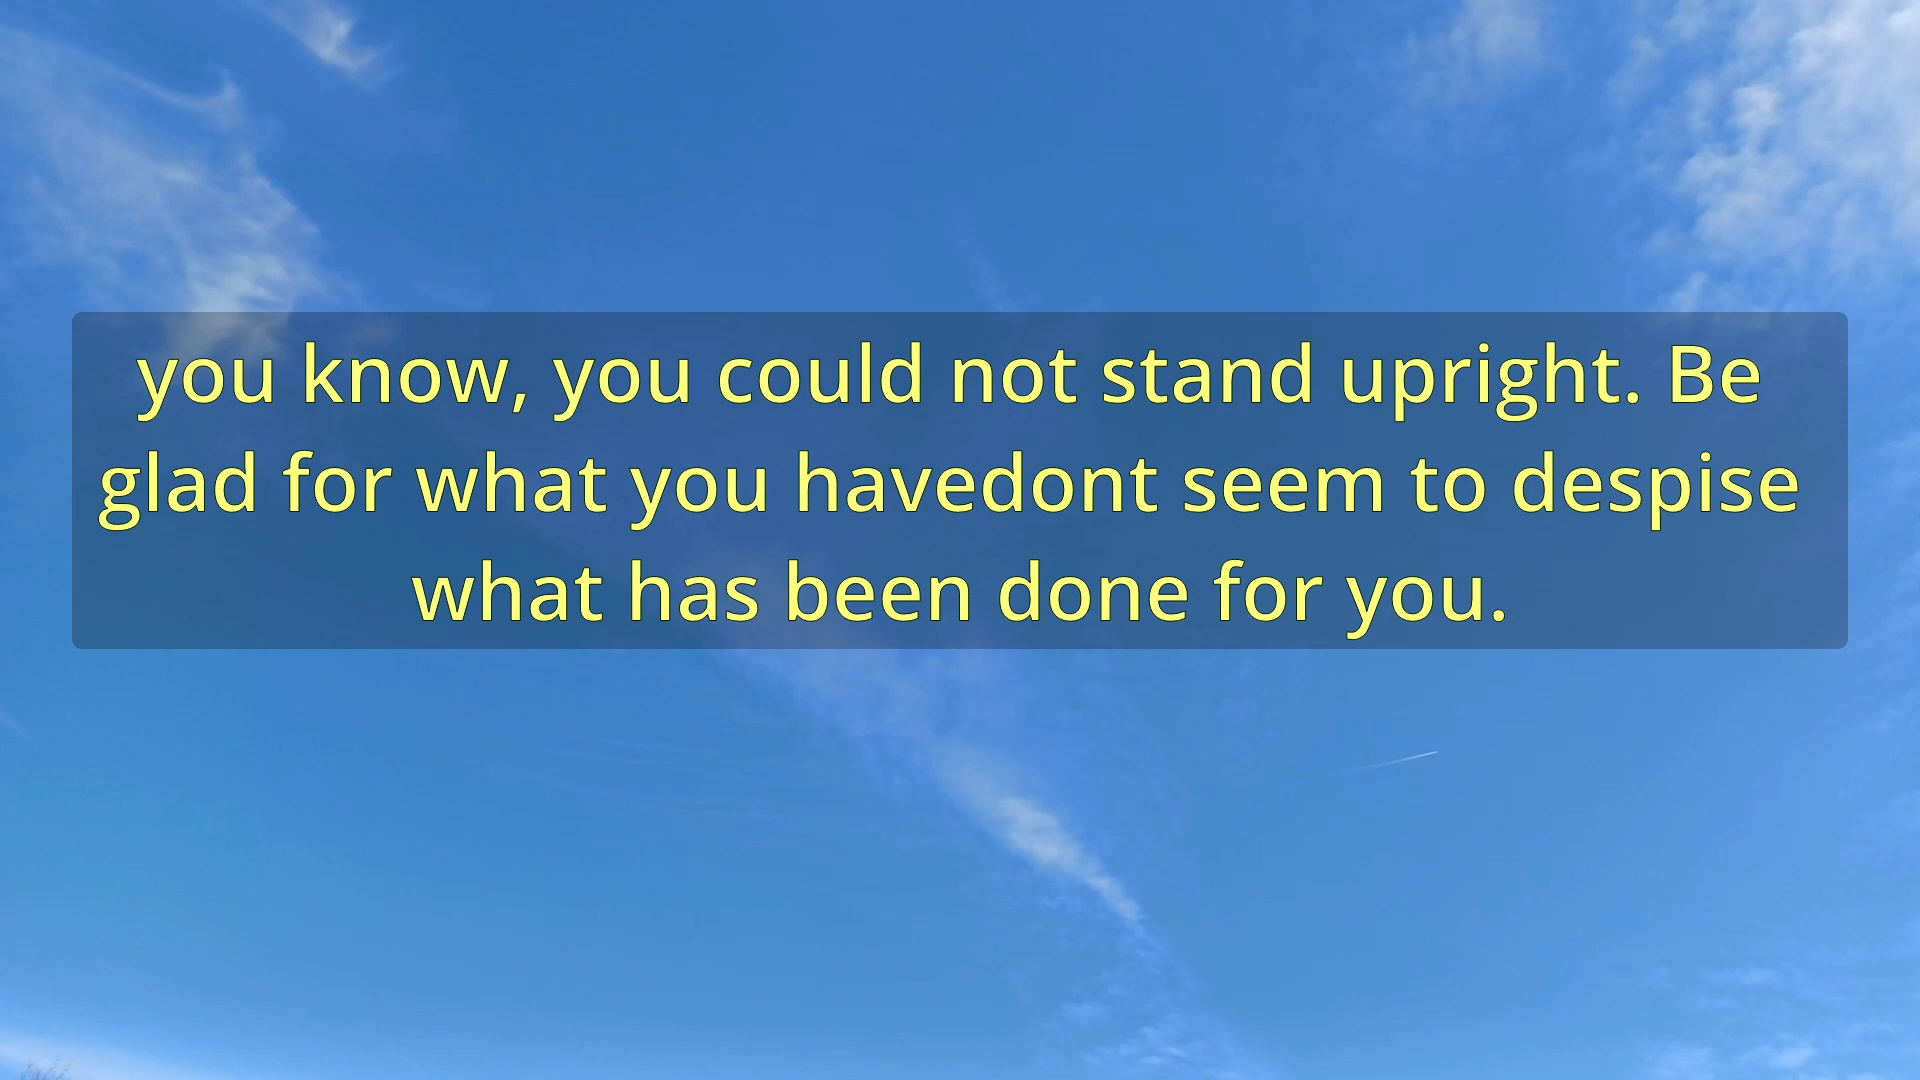 you know, you could not stand upright. Be
glad for what you havedont seem to despise
what has been done for you.